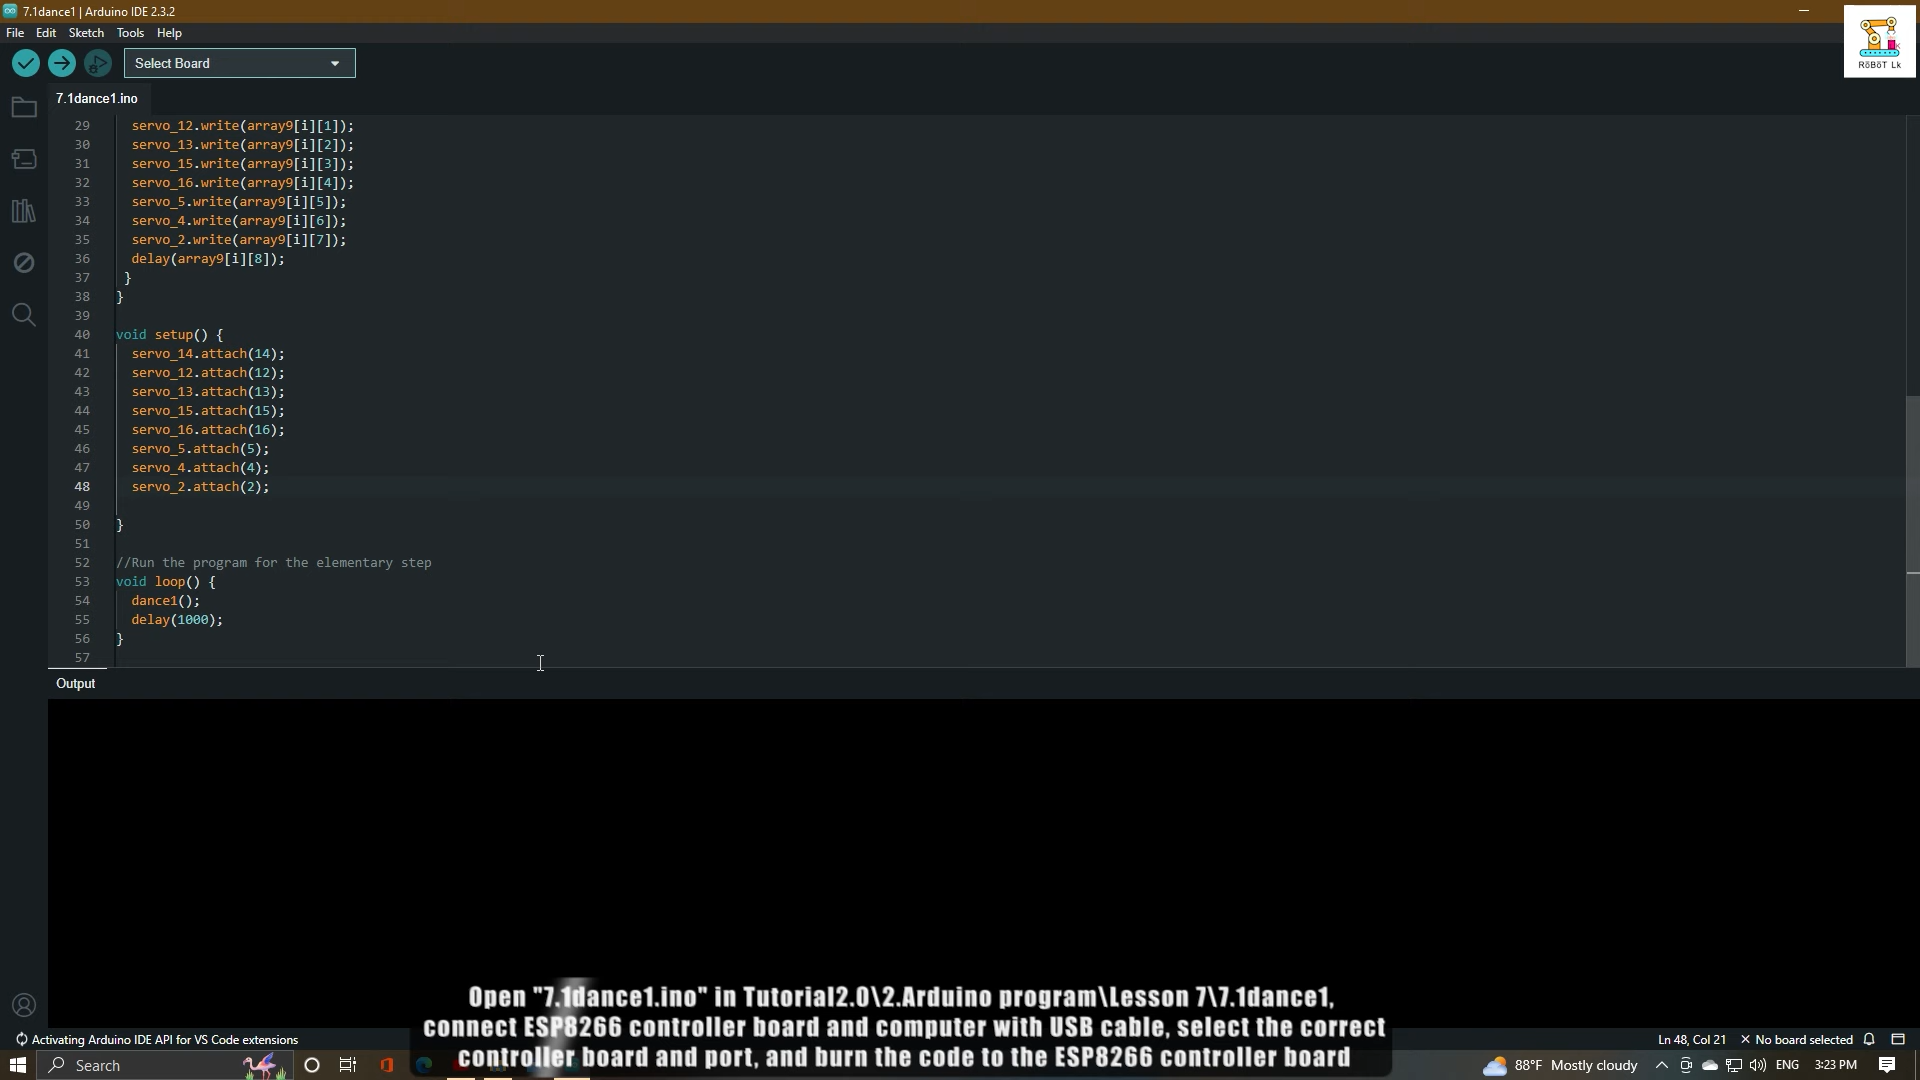 7.1dance1 | Arduino IDE 2.3.2
File Edit Sketch Tools Help
Select Board
RöBöT Lk
7.1dance1.ino
29 servo_12.write(array9[i][1]);
30 servo_13.write(array9[i][2]);
31 servo_15.write(array9[i][3]);
32 servo_16.write(array9[i][4]);
33 servo_5.write(array9[i][5]);
34 servo_4.write(array9[i][6]);
35 servo_2.write(array9[i][7]);
36 delay(array9[i][8]);
37 }
38 }
39
40 void setup() {
41 servo_14.attach(14);
42 servo_12.attach(12);
43 servo_13.attach(13);
44 servo_15.attach(15);
45 servo_16.attach(16);
46 servo_5.attach(5);
47 servo_4.attach(4);
48 servo_2.attach(2);
49
50 }
51
52 //Run the program for the elementary step
53 void loop() {
54 dance1();
55 delay(1000);
56 }
57
Output
Open "7.1dance1.ino" in Tutorial2.0\2.Arduino program\Lesson 7\7.1dance1,
connect ESP8266 controller board and computer with USB cable, select the correct
controller board and port, and burn the code to the ESP8266 controller board
Activating Arduino IDE API for VS Code extensions
Ln 48, Col 21 × No board selected
Search
88°F Mostly cloudy ENG 3:23 PM